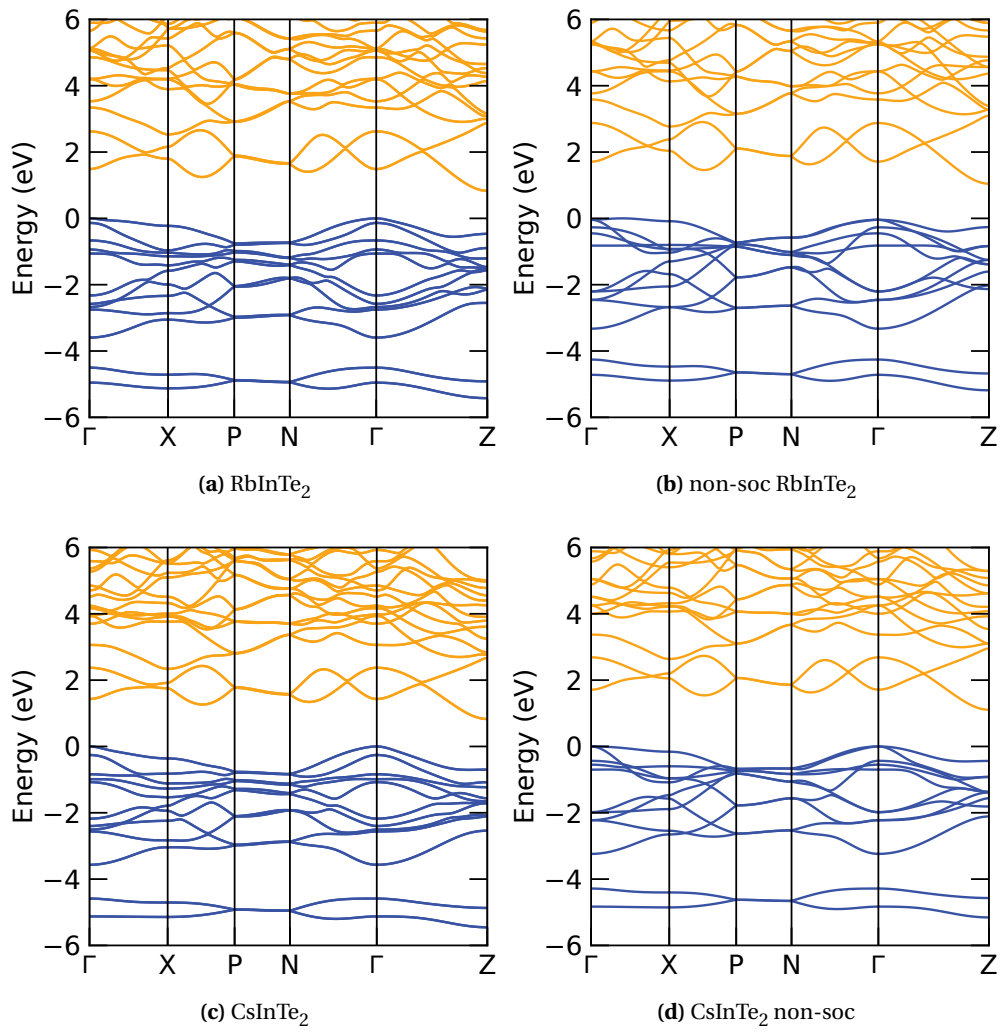 6
4
2
0
−2
−4
−6
Energy (eV)
Γ X P N Γ Z
(a) RbInTe2
6
4
2
0
−2
−4
−6
Energy (eV)
Γ X P N Γ Z
(b) non-soc RbInTe2
6
4
2
0
−2
−4
−6
Energy (eV)
Γ X P N Γ Z
(c) CsInTe2
6
4
2
0
−2
−4
−6
Energy (eV)
Γ X P N Γ Z
(d) CsInTe2 non-soc